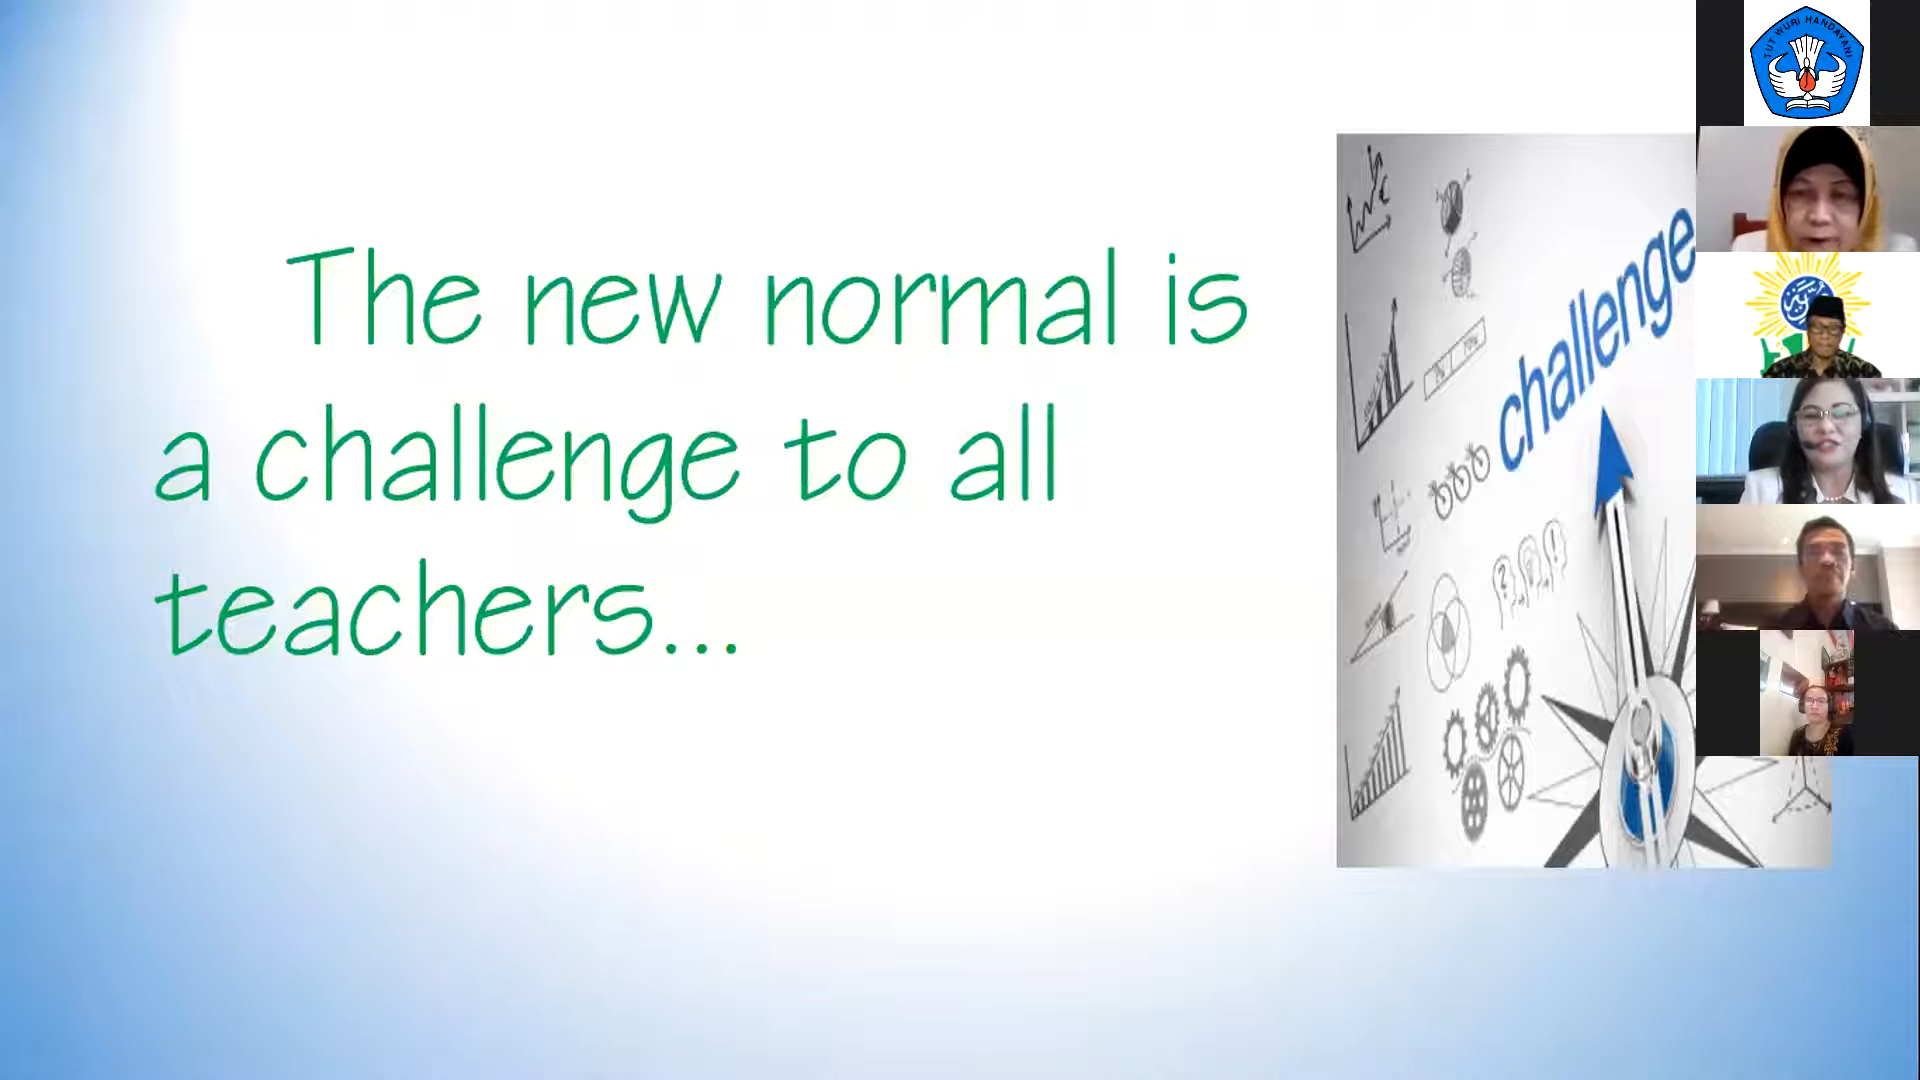 The new normal is
a challenge to all
teachers...
challenge
TUT WURI HANDAYANI